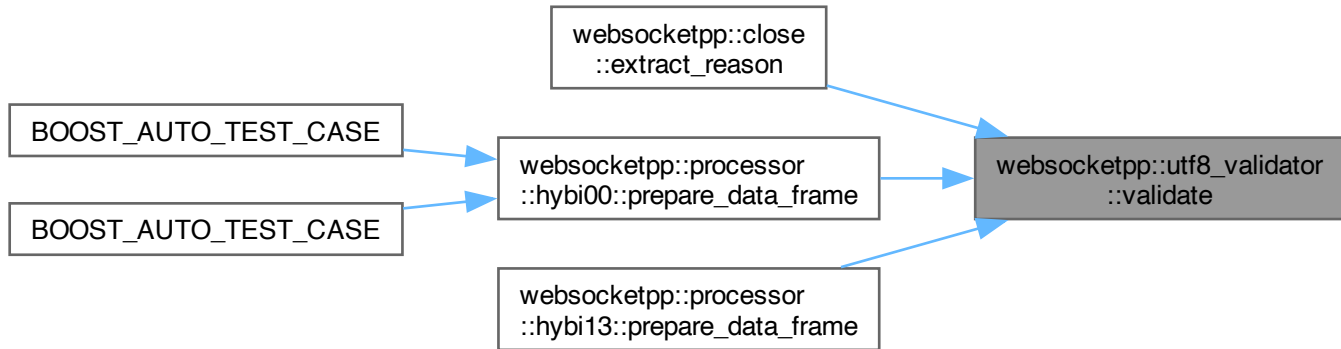 websocketpp::close
::extract_reason
BOOST_AUTO_TEST_CASE
websocketpp::processor
::hybi00::prepare_data_frame
websocketpp::utf8_validator
::validate
BOOST_AUTO_TEST_CASE
websocketpp::processor
::hybi13::prepare_data_frame